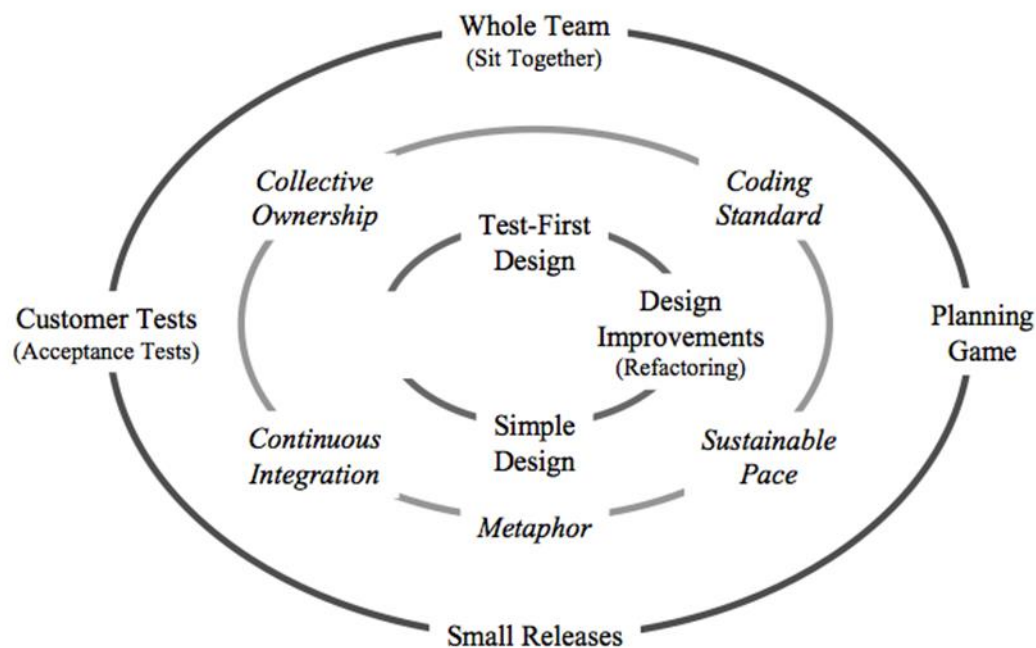 Whole Team
(Sit Together)
Collective
Ownership
Coding
Standard
Test-First
Design
Customer Tests
(Acceptance Tests)
Design
Improvements
(Refactoring)
Planning
Game
Continuous
Integration
Simple
Design
Sustainable
Pace
Metaphor
Small Releases